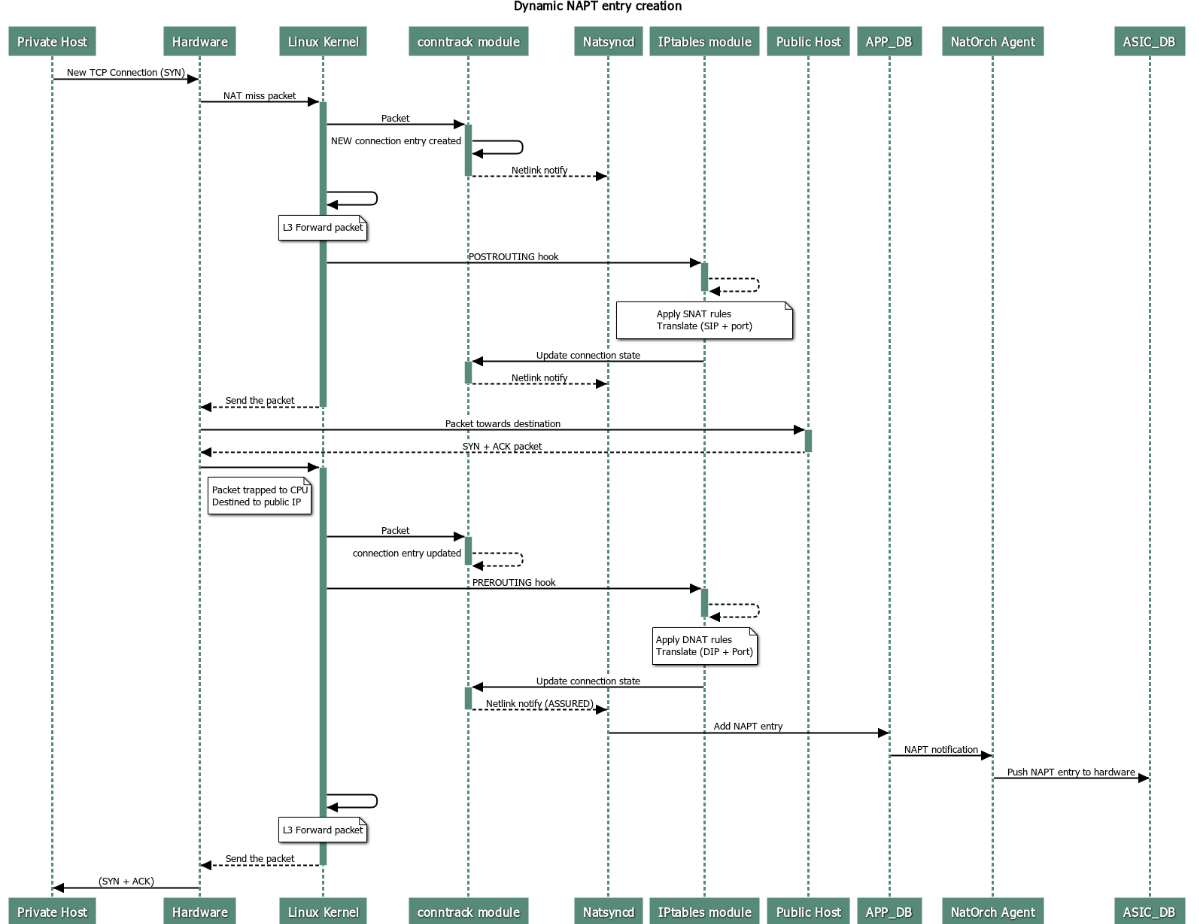 Dynamic NAPT entry creation
Private Host
Hardware
Linux Kernel
conntrack module
Natsyncd
IPtables module
Public Host
APP_DB
NatOrch Agent
ASIC_DB
New TCP Connection (SYN)
NAT miss packet
Packet
NEW connection entry created
Netlink notify
L3 Forward packet
POSTROUTING hook
Apply SNAT rules
Translate (SIP + port)
Update connection state
Netlink notify
Send the packet
Packet towards destination
SYN + ACK packet
Packet trapped to CPU
Destined to public IP
Packet
connection entry updated
PREROUTING hook
Apply DNAT rules
Translate (DIP + Port)
Update connection state
Netlink notify (ASSURED)
Add NAPT entry
NAPT notification
Push NAPT entry to hardware
L3 Forward packet
Send the packet
(SYN + ACK)
Private Host
Hardware
Linux Kernel
conntrack module
Natsyncd
IPtables module
Public Host
APP_DB
NatOrch Agent
ASIC_DB